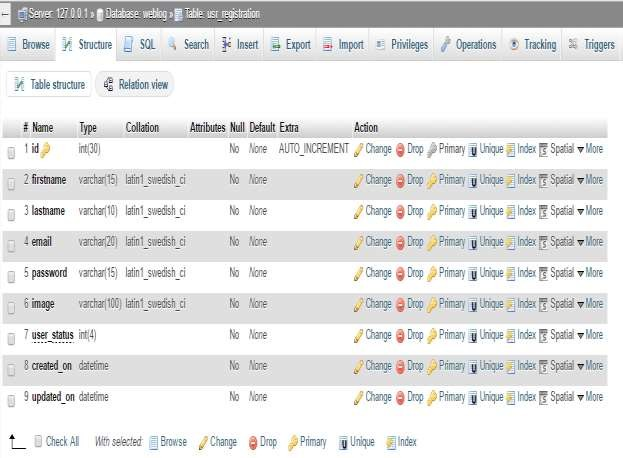 Server: 127.0.0.1 » Database: weblog » Table: usr_registration
Browse Structure SQL Search Insert Export Import Privileges Operations Tracking Triggers
Table structure Relation view
# Name Type Collation Attributes Null Default Extra Action
1 id int(30) No None AUTO_INCREMENT Change Drop Primary Unique Index Spatial More
2 firstname varchar(15) latin1_swedish_ci No None Change Drop Primary Unique Index Spatial More
3 lastname varchar(10) latin1_swedish_ci No None Change Drop Primary Unique Index Spatial More
4 email varchar(20) latin1_swedish_ci No None Change Drop Primary Unique Index Spatial More
5 password varchar(15) latin1_swedish_ci No None Change Drop Primary Unique Index Spatial More
6 image varchar(100) latin1_swedish_ci No None Change Drop Primary Unique Index Spatial More
7 user_status int(4) No None Change Drop Primary Unique Index Spatial More
8 created_on datetime No None Change Drop Primary Unique Index Spatial More
9 updated_on datetime No None Change Drop Primary Unique Index Spatial More
Check All With selected: Browse Change Drop Primary Unique Index